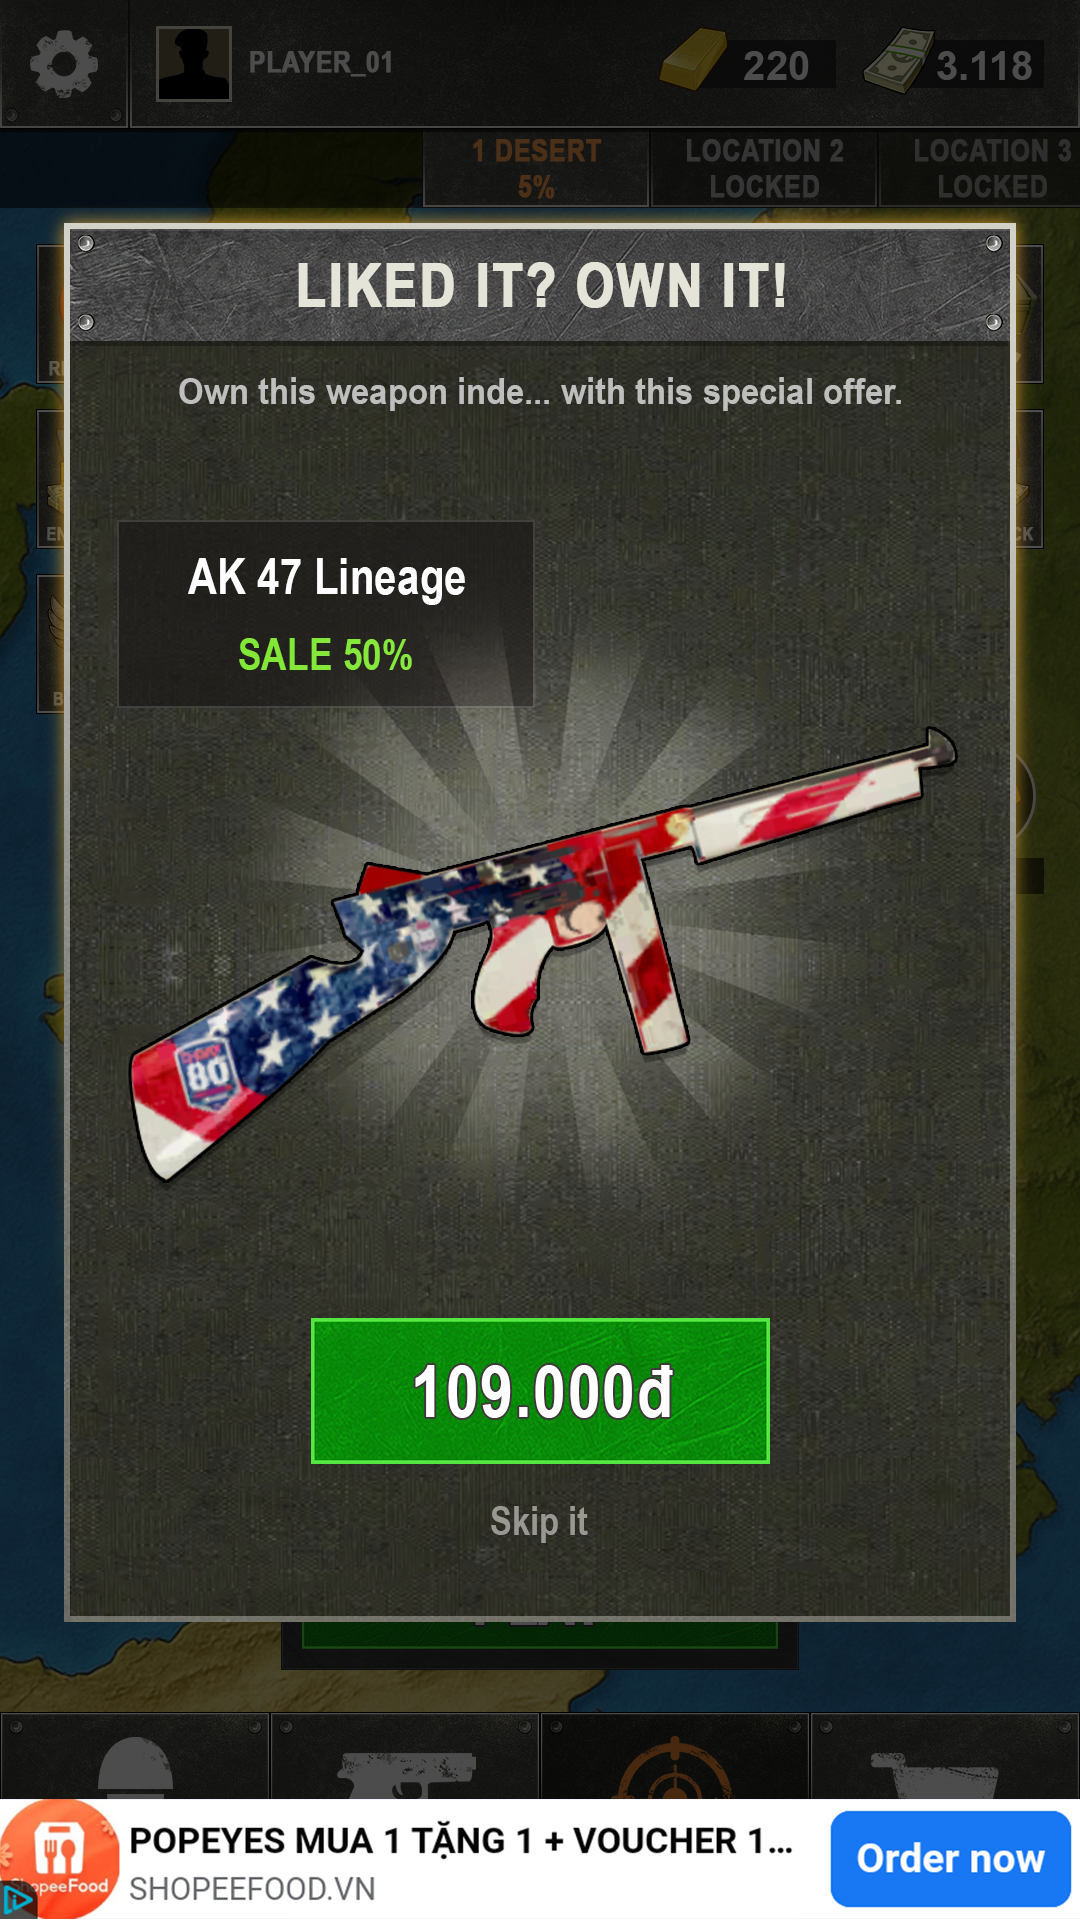 PLAYER_01
220
3.118
1 DESERT
5%
LOCATION 2
LOCKED
LOCATION 3
LOCKED
LIKED IT? OWN IT!
Own this weapon inde... with this special offer.
AK 47 Lineage
SALE 50%
80
109.000đ
Skip it
POPEYES MUA 1 TẶNG 1 + VOUCHER 1...
SHOPEEFOOD.VN
Order now
ShopeeFood